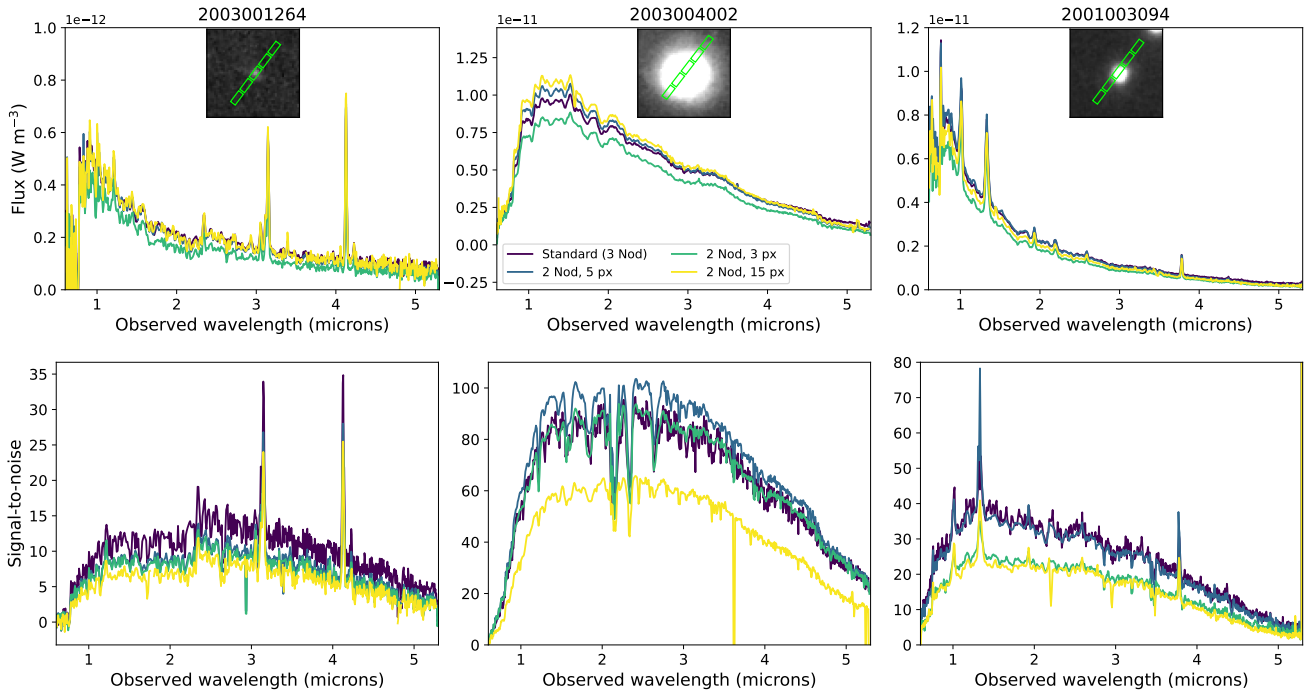 2003001264
2003004002
2001003094
1e−12
1e−11
1e−11
Flux (W m−3)
1.0
0.8
0.6
0.4
0.2
0.0
1 2 3 4 5
Observed wavelength (microns)
1.25
1.00
0.75
0.50
0.25
0.00
−0.25
Standard (3 Nod)
2 Nod, 5 px
2 Nod, 3 px
2 Nod, 15 px
1 2 3 4 5
Observed wavelength (microns)
1.2
1.0
0.8
0.6
0.4
0.2
0.0
1 2 3 4 5
Observed wavelength (microns)
Signal-to-noise
35
30
25
20
15
10
5
0
1 2 3 4 5
Observed wavelength (microns)
100
80
60
40
20
0
1 2 3 4 5
Observed wavelength (microns)
80
70
60
50
40
30
20
10
0
1 2 3 4 5
Observed wavelength (microns)